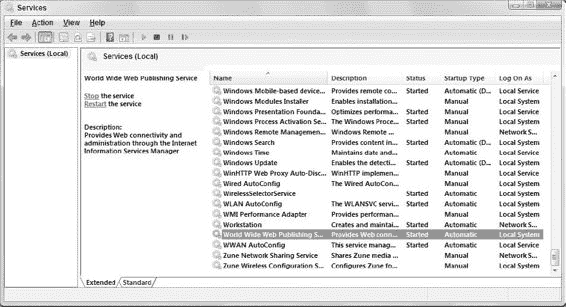 Services
File Action View Help
Services (Local)
Services (Local)
World Wide Web Publishing Service
Stop the service
Restart the service
Description:
Provides Web connectivity and
administration through the Internet
Information Services Manager
Name Description Status Startup Type Log On As
Windows Mobile-based device... Provides remote co... Started Automatic (D... Local Service
Windows Modules Installer Enables installation... Manual Local System
Windows Presentation Founda... Optimizes performa... Started Manual Local Service
Windows Process Activation Se... The Windows Proce... Started Manual Local System
Windows Remote Managemen... Windows Remote ... Manual Network S...
Windows Search Provides content in... Started Automatic (D... Local System
Windows Time Maintains date and... Manual Local Service
Windows Update Enables the detecti... Started Automatic (D... Local System
WinHTTP Web Proxy Auto-Disc... WinHTTP implemen... Manual Local Service
Wired AutoConfig The Wired AutoCon... Manual Local System
WirelessSelectorService Started Automatic Local System
WLAN AutoConfig The WLANSVC servi... Started Automatic Local System
WMI Performance Adapter Provides performan... Manual Local System
Workstation Creates and maintai... Started Automatic Network S...
World Wide Web Publishing S... Provides Web conn... Started Automatic Local System
WWAN AutoConfig This service manag... Started Automatic Local Service
Zune Network Sharing Service Shares Zune media ... Manual Network S...
Zune Wireless Configuration S... Configures Zune fo... Manual Local System
Extended Standard